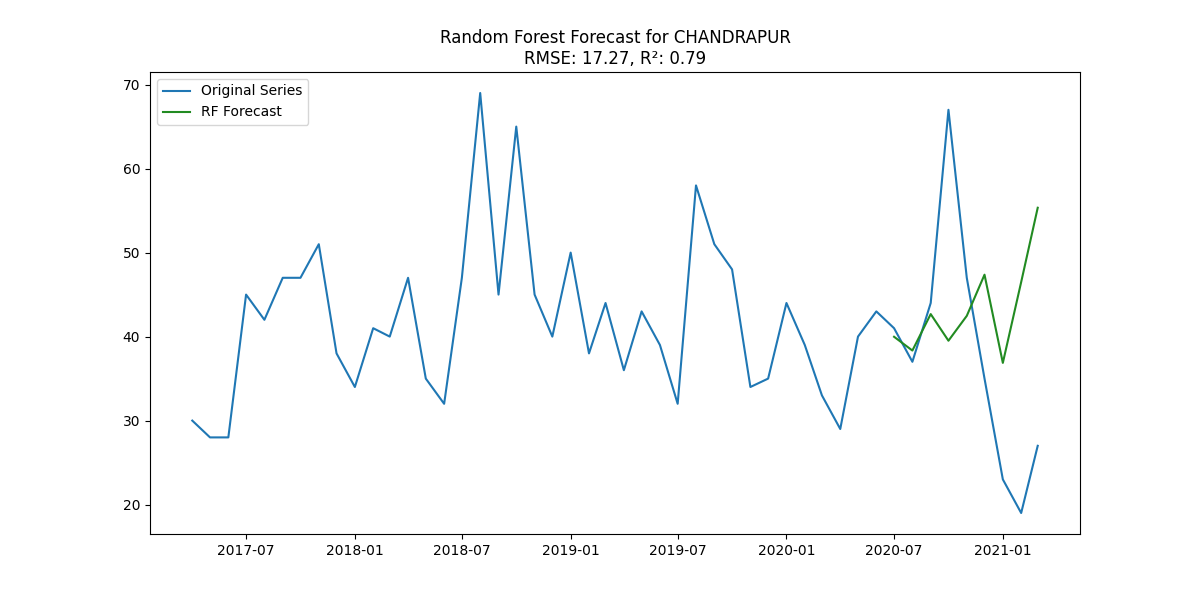 Random Forest Forecast for CHANDRAPUR
RMSE: 17.27, R²: 0.79
Original Series
RF Forecast
70
60
50
40
30
20
2017-07 2018-01 2018-07 2019-01 2019-07 2020-01 2020-07 2021-01